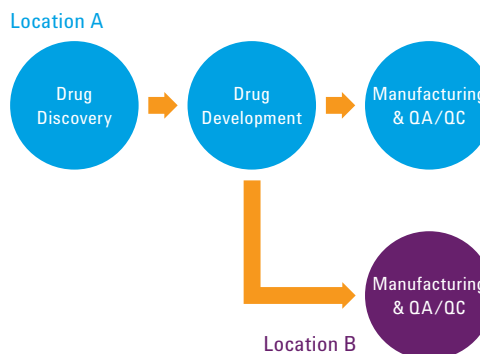 Location A
Drug
Discovery
Drug
Development
Manufacturing
& QA/QC
Manufacturing
& QA/QC
Location B